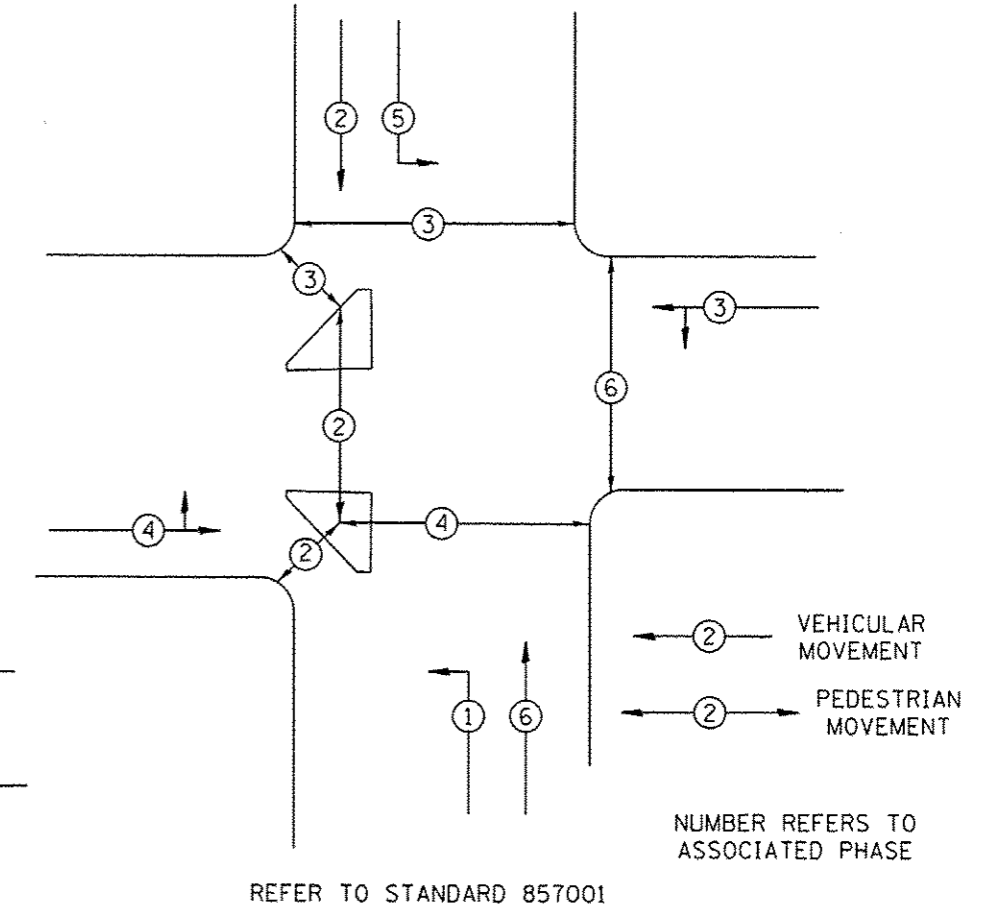 2 5
3
3
3
6
2
4
4
2
2 VEHICULAR
MOVEMENT
1 6
2 PEDESTRIAN
MOVEMENT
NUMBER REFERS TO
ASSOCIATED PHASE
REFER TO STANDARD 857001